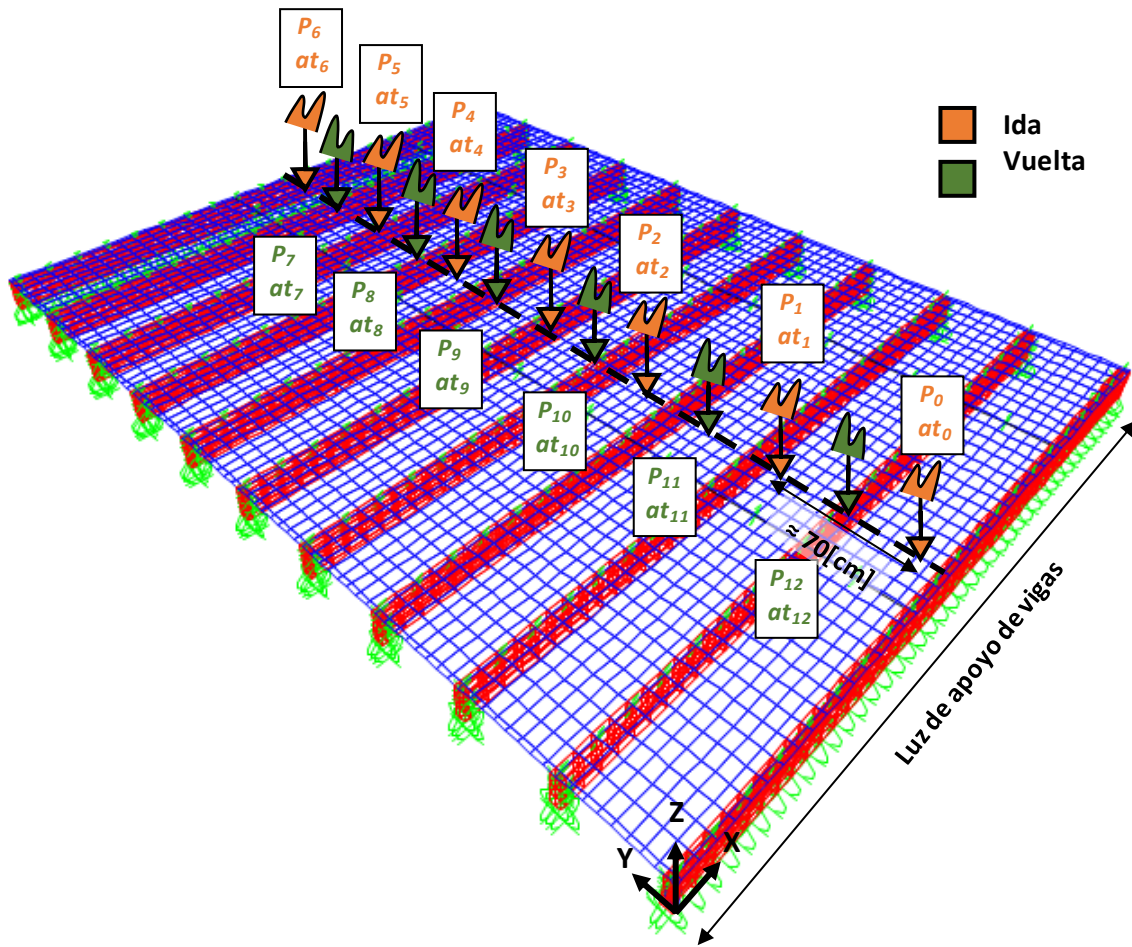 P6
at6
P5
at5
P4
at4
P3
at3
P2
at2
P1
at1
P0
at0
Ida
Vuelta
P7
at7
P8
at8
P9
at9
P10
at10
P11
at11
P12
at12
≈ 70[cm]
Luz de apoyo de vigas
Z
Y
X